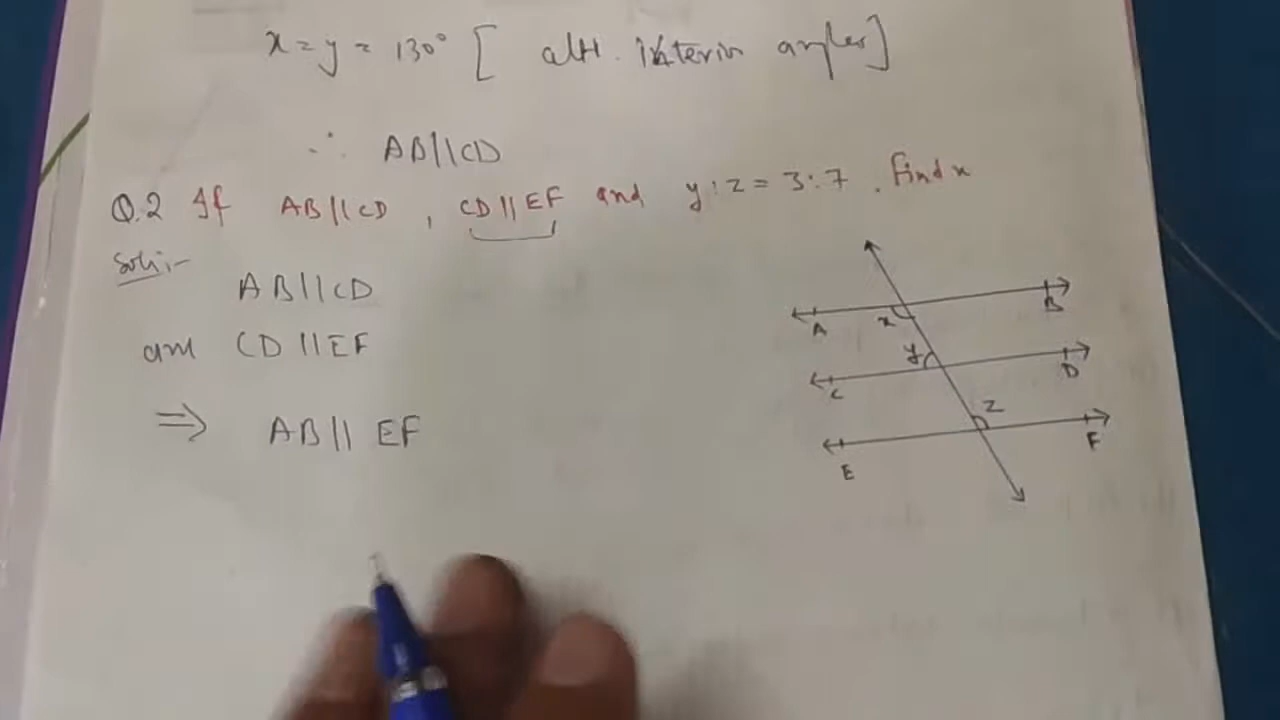 x = y = 130° [ alt. interior angles]
∴ AB||CD
Q.2 If AB||CD , CD||EF and y:z = 3:7 . Find x
Soln:-
AB||CD
and CD||EF
⇒ AB|| EF
A
B
x
y
C
D
z
E
F